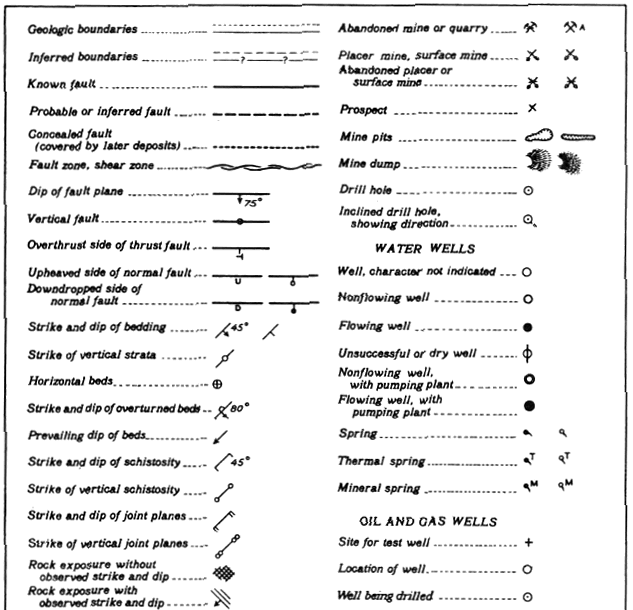 Geologic boundaries
Inferred boundaries
? ?
Known fault
Probable or inferred fault
Concealed fault
(covered by later deposits)
Fault zone, shear zone
Dip of fault plane
75°
Vertical fault
Overthrust side of thrust fault
T
Upheaved side of normal fault
U
Downdropped side of
normal fault
D
Strike and dip of bedding
45°
Strike of vertical strata
Horizontal beds
Strike and dip of overturned beds
80°
Prevailing dip of beds
Strike and dip of schistosity
45°
Strike of vertical schistosity
Strike and dip of joint planes
Strike of vertical joint planes
Rock exposure without
observed strike and dip
Rock exposure with
observed strike and dip
Abandoned mine or quarry
A
Placer mine, surface mine
Abandoned placer or
surface mine
Prospect
Mine pits
Mine dump
Drill hole
Inclined drill hole,
showing direction
WATER WELLS
Well, character not indicated
Nonflowing well
Flowing well
Unsuccessful or dry well
Nonflowing well,
with pumping plant
Flowing well, with
pumping plant
Spring
Thermal spring
T T
Mineral spring
M M
OIL AND GAS WELLS
Site for test well
Location of well
Well being drilled